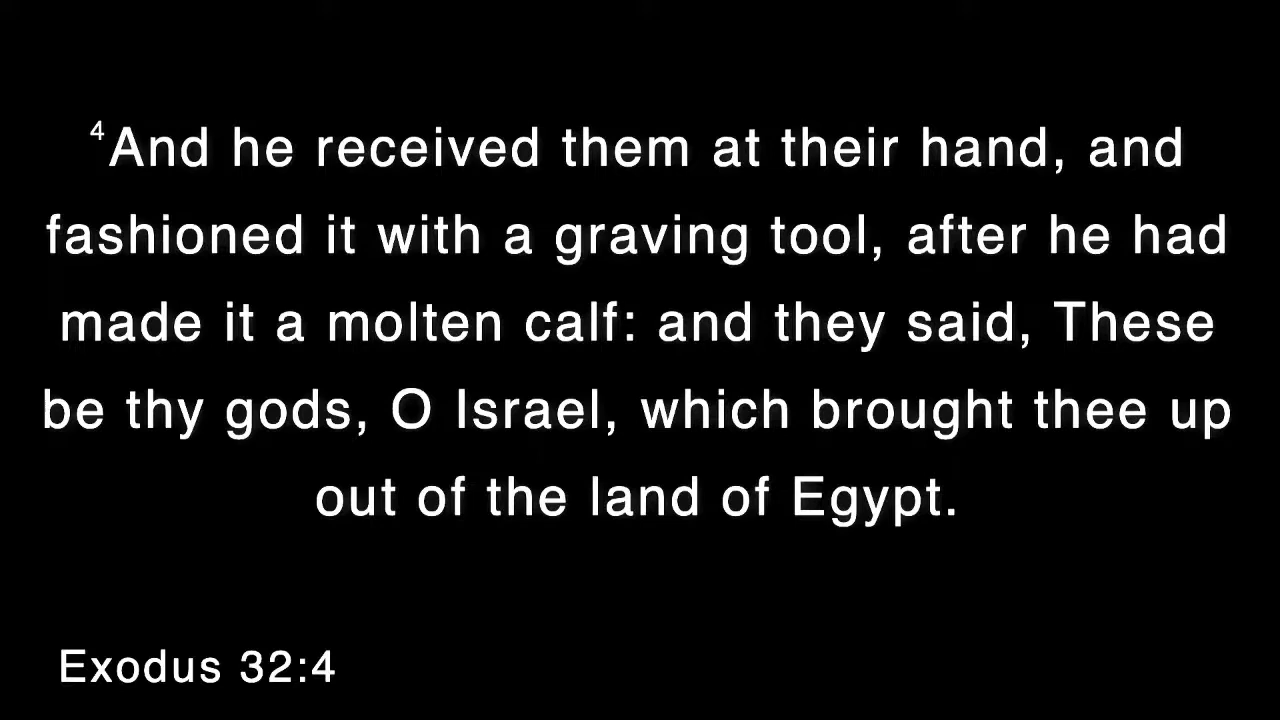 4 And he received them at their hand, and
fashioned it with a graving tool, after he had
made it a molten calf: and they said, These
be thy gods, O Israel, which brought thee up
out of the land of Egypt.
Exodus 32:4